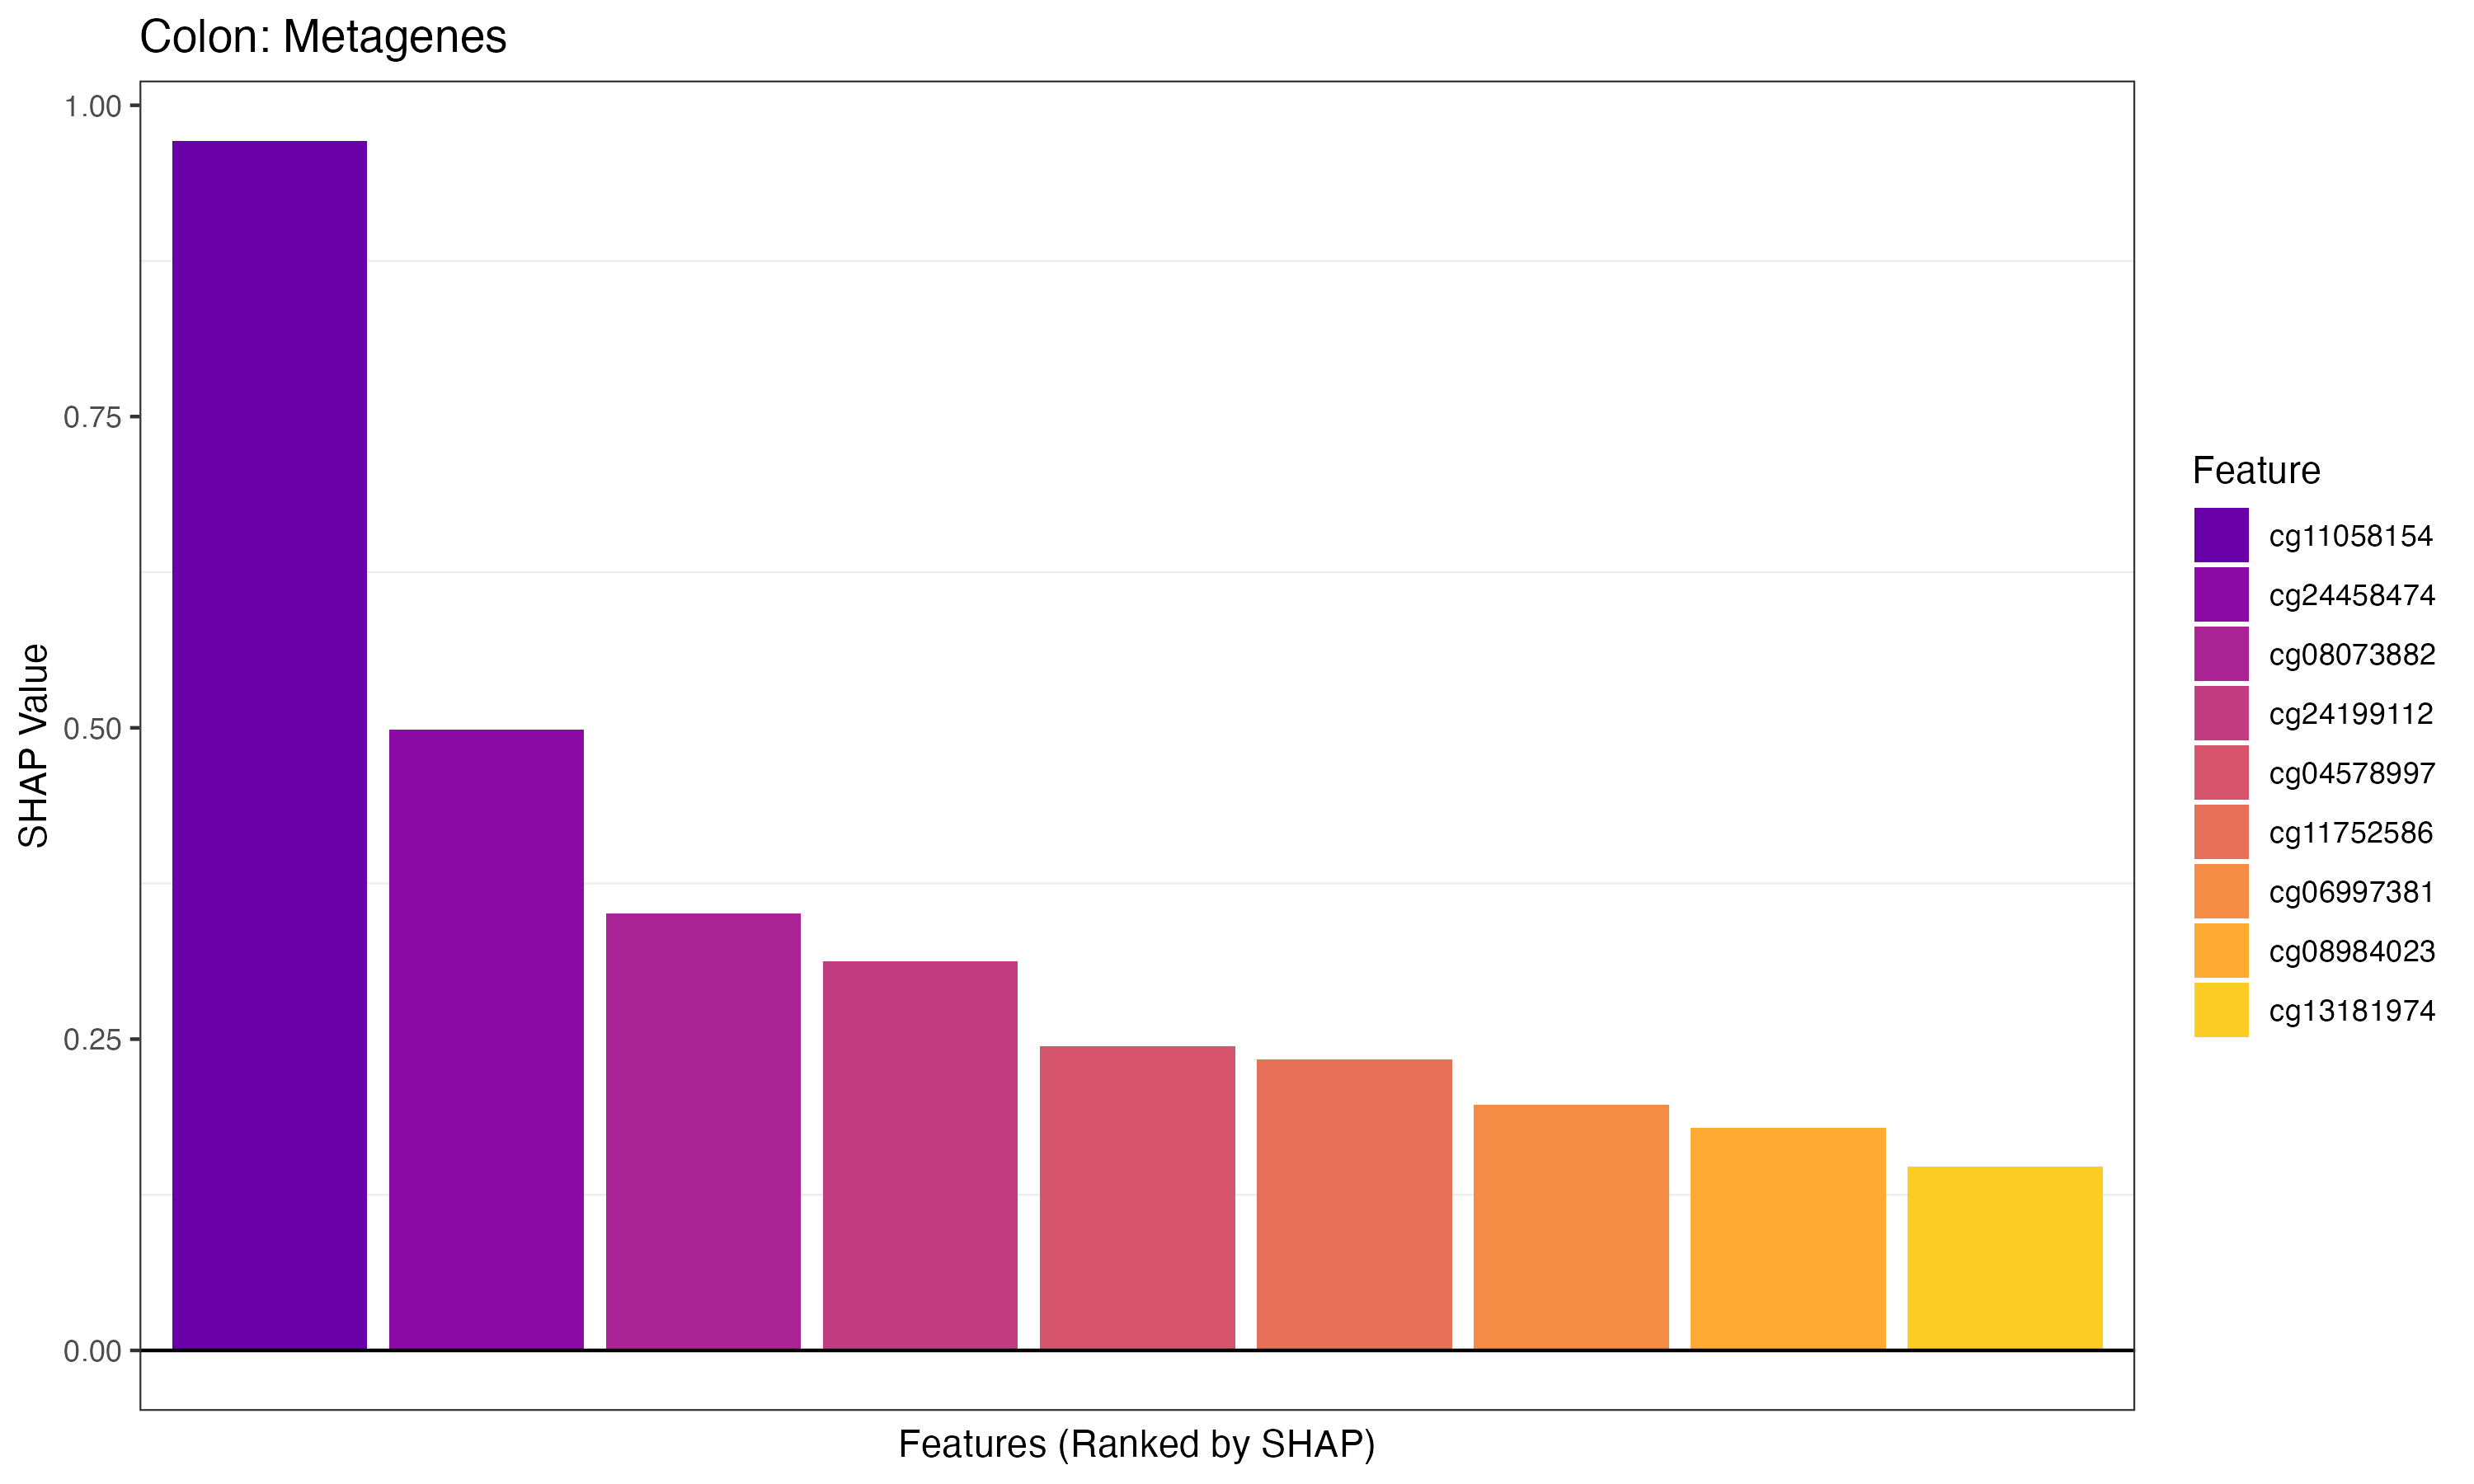 Colon: Metagenes
1.00
0.75
0.50
0.25
0.00
SHAP Value
Features (Ranked by SHAP)
Feature
cg11058154
cg24458474
cg08073882
cg24199112
cg04578997
cg11752586
cg06997381
cg08984023
cg13181974